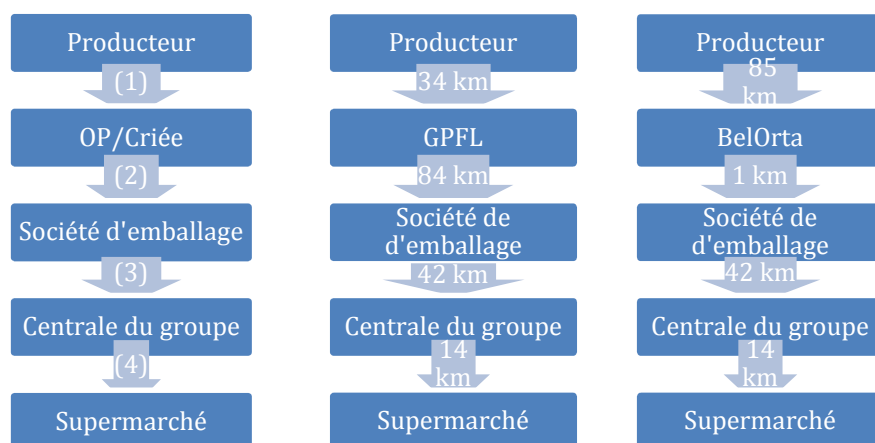 Producteur
(1)
OP/Criée
(2)
Société d'emballage
(3)
Centrale du groupe
(4)
Supermarché
Producteur
34 km
GPFL
84 km
Société de
d'emballage
42 km
Centrale du groupe
14
km
Supermarché
Producteur
85
km
BelOrta
1 km
Société de
d'emballage
42 km
Centrale du groupe
14
km
Supermarché